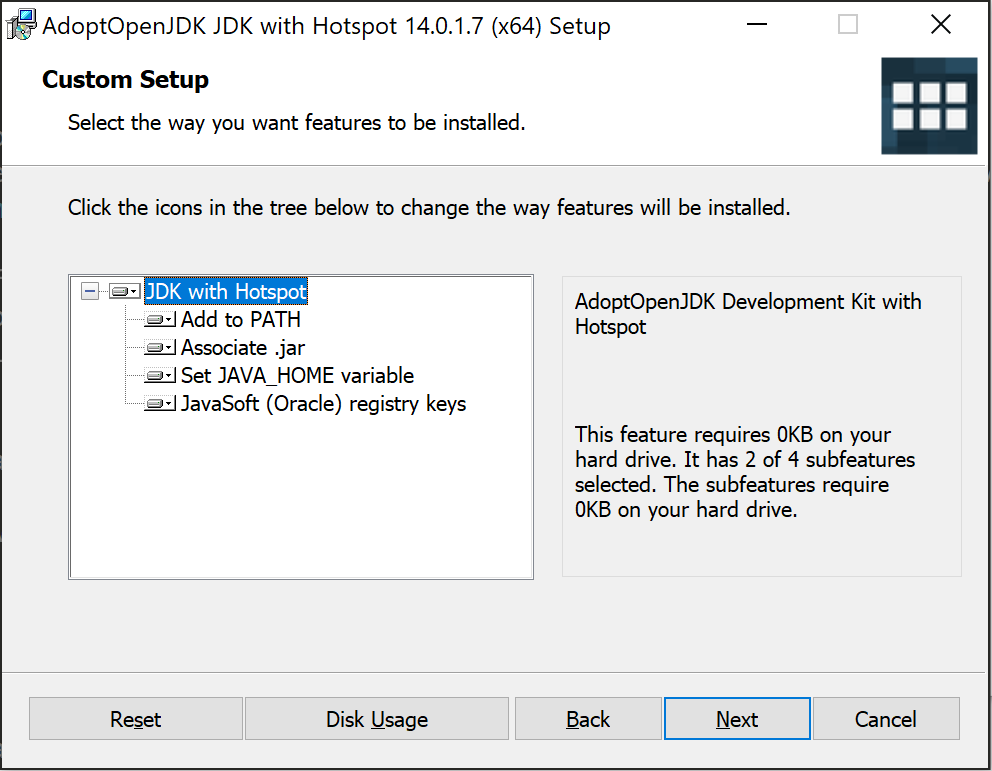 AdoptOpenJDK JDK with Hotspot 14.0.1.7 (x64) Setup
Custom Setup
Select the way you want features to be installed.
Click the icons in the tree below to change the way features will be installed.
JDK with Hotspot
Add to PATH
Associate .jar
Set JAVA_HOME variable
JavaSoft (Oracle) registry keys
AdoptOpenJDK Development Kit with
Hotspot
This feature requires 0KB on your
hard drive. It has 2 of 4 subfeatures
selected. The subfeatures require
0KB on your hard drive.
Reset
Disk Usage
Back
Next
Cancel